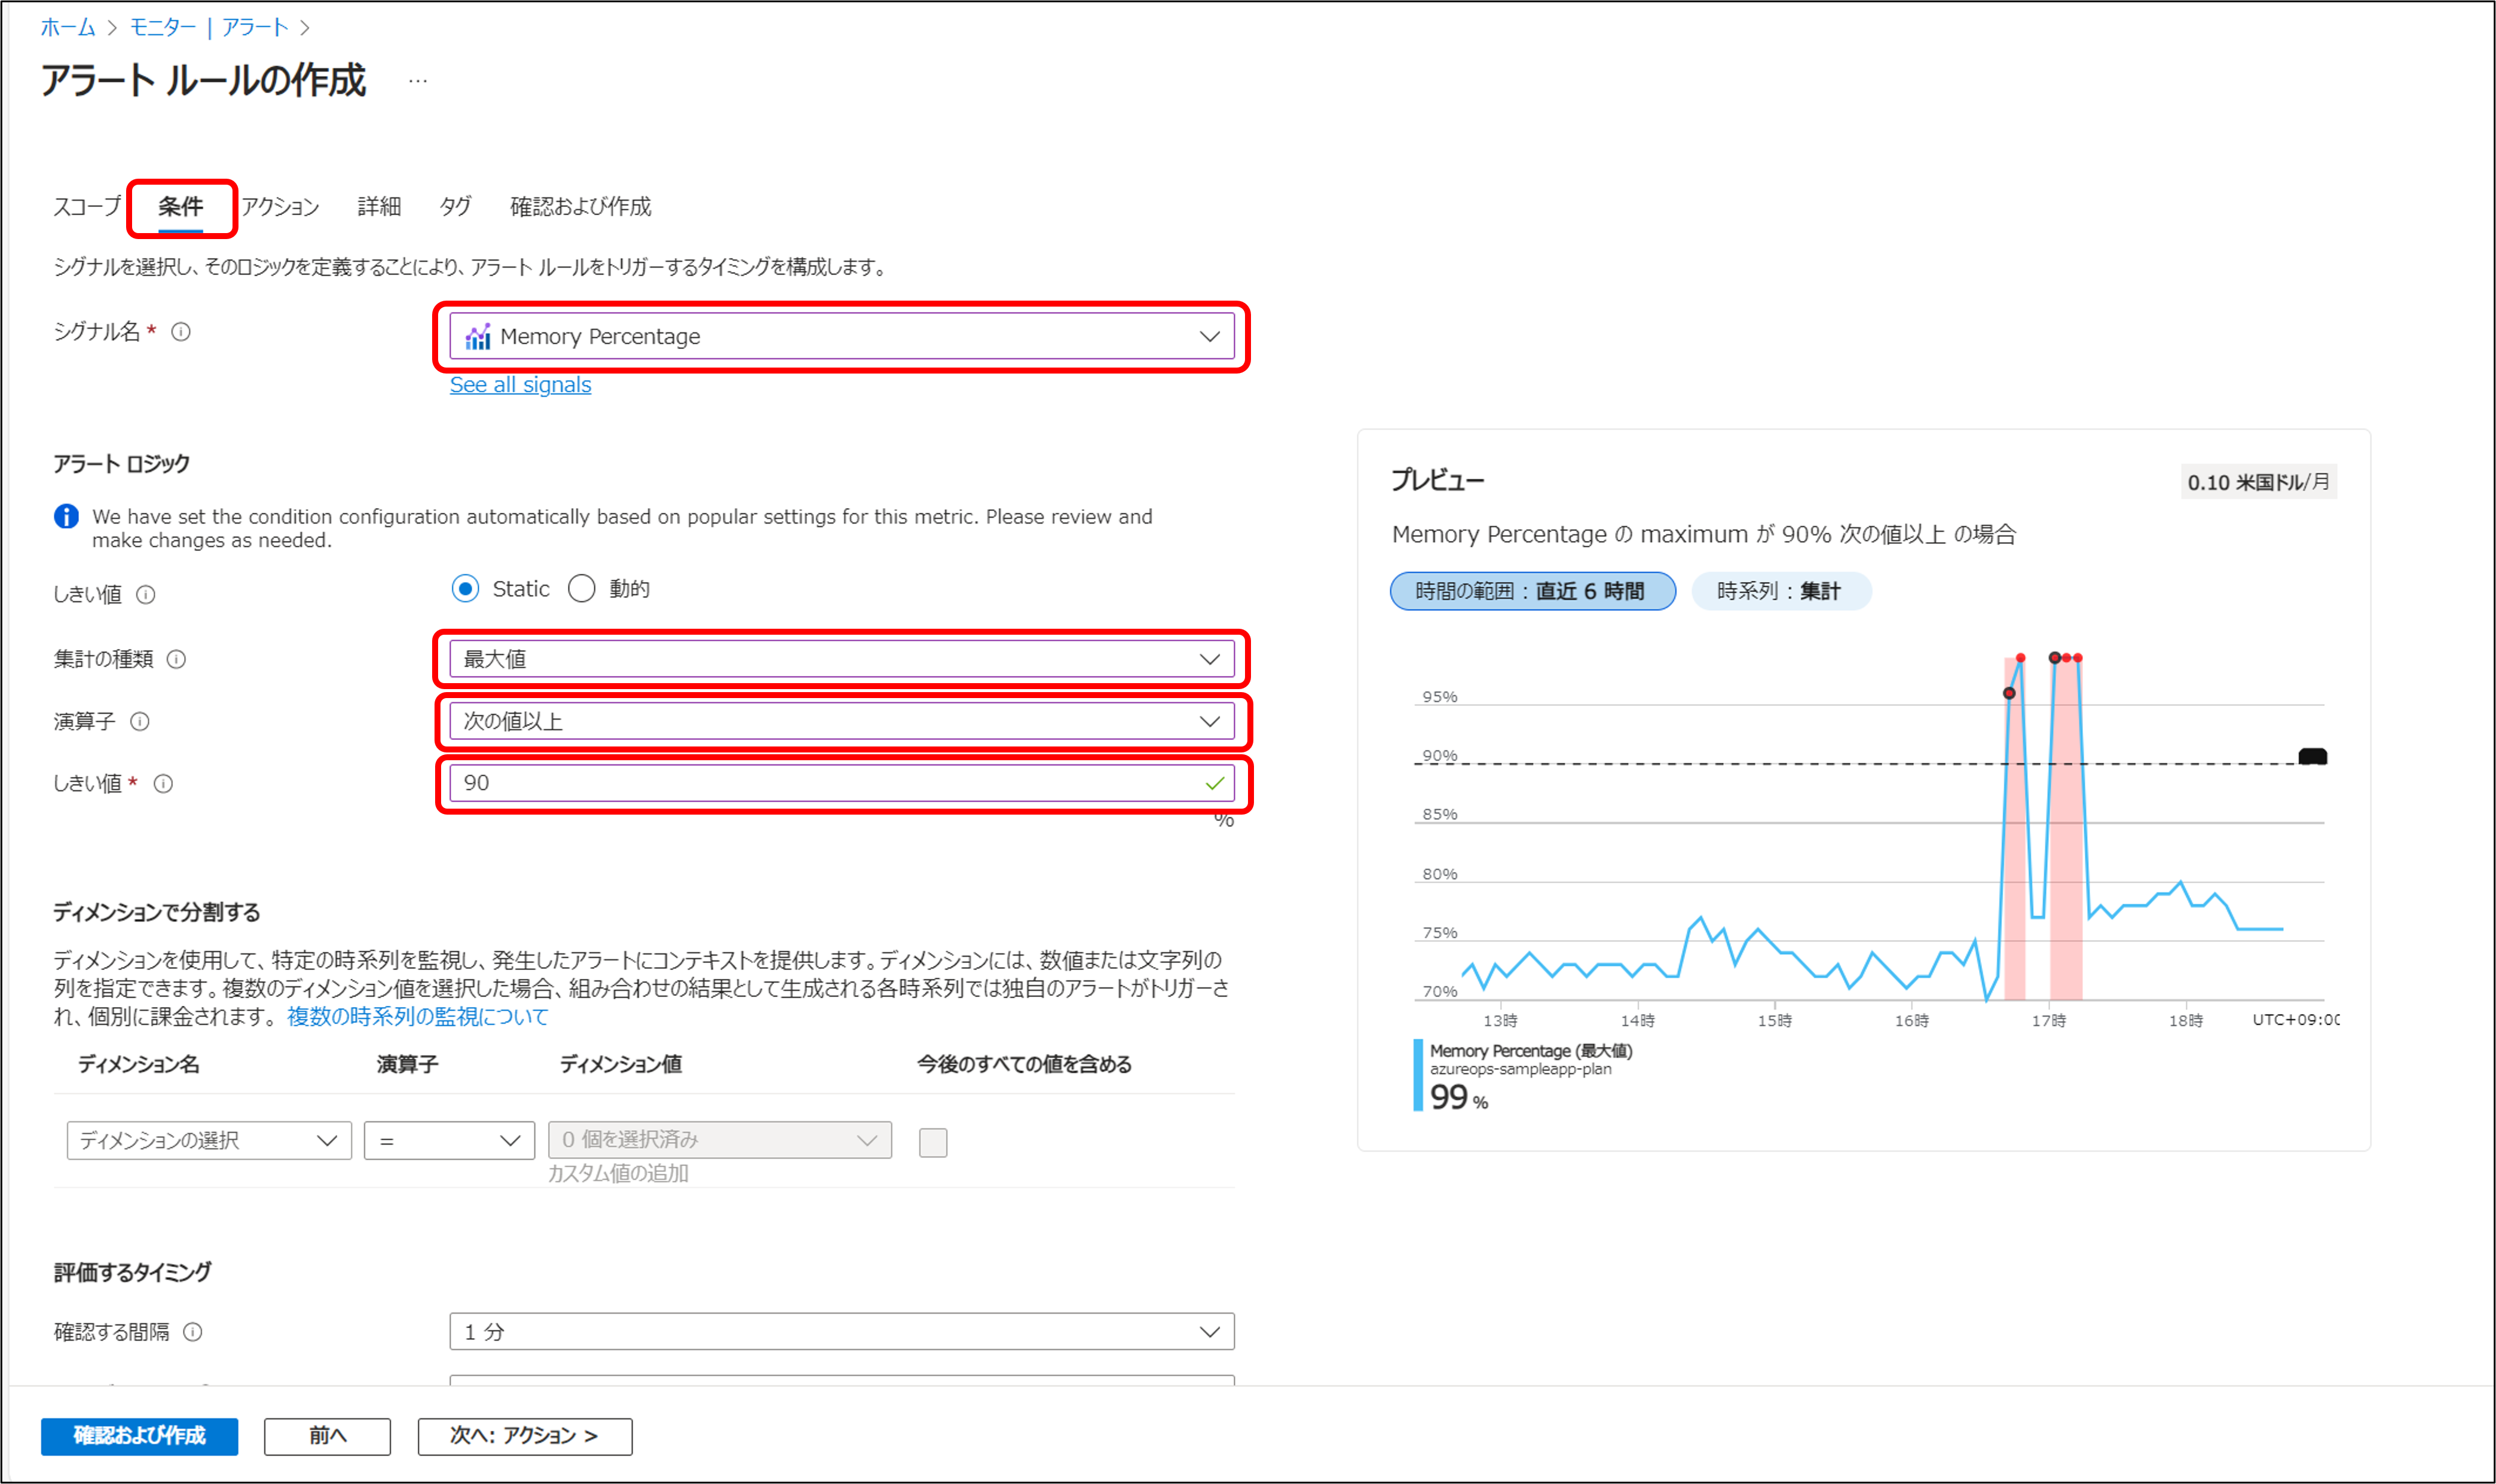 ホーム > モニター | アラート >
アラート ルールの作成 ...
スコープ 条件 アクション 詳細 タグ 確認および作成
シグナルを選択し、そのロジックを定義することにより、アラート ルールをトリガーするタイミングを構成します。
シグナル名 *
Memory Percentage
See all signals
アラート ロジック
We have set the condition configuration automatically based on popular settings for this metric. Please review and
make changes as needed.
しきい値 Static 動的
集計の種類 最大値
演算子 次の値以上
しきい値 * 90
%
ディメンションで分割する
ディメンションを使用して、特定の時系列を監視し、発生したアラートにコンテキストを提供します。ディメンションには、数値または文字列の
列を指定できます。複数のディメンション値を選択した場合、組み合わせの結果として生成される各時系列では独自のアラートがトリガーさ
れ、個別に課金されます。 複数の時系列の監視について
ディメンション名 演算子 ディメンション値 今後のすべての値を含める
ディメンションの選択 = 0 個を選択済み
カスタム値の追加
評価するタイミング
確認する間隔 1 分
確認および作成 前へ 次へ: アクション >
プレビュー 0.10 米国ドル/月
Memory Percentage の maximum が 90% 次の値以上 の場合
時間の範囲 : 直近 6 時間 時系列 : 集計
95%
90%
85%
80%
75%
70%
13時 14時 15時 16時 17時 18時 UTC+09:00
Memory Percentage (最大値)
azureops-sampleapp-plan
99 %